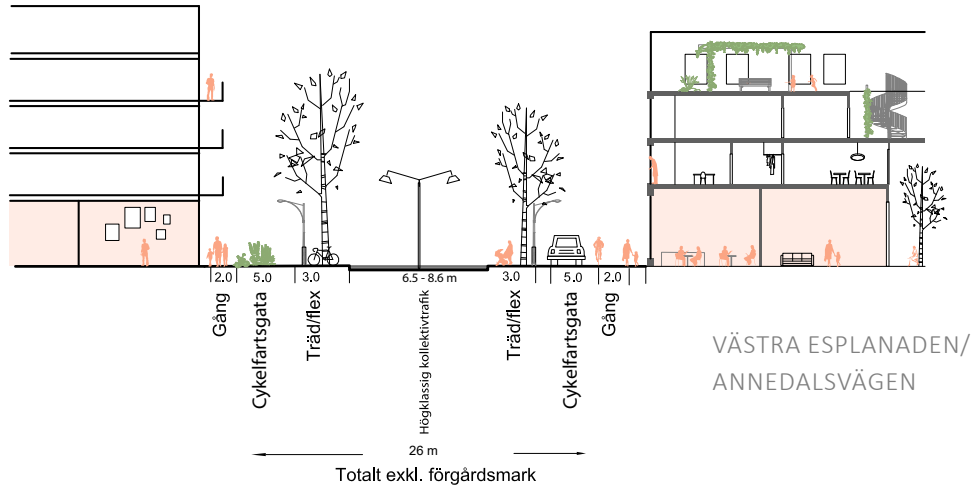 2.0 5.0 3.0 6.5 - 8.6 m 3.0 5.0 2.0
Gång
Cykelfartsgata
Träd/flex
Högklassig kollektivtrafik
Träd/flex
Cykelfartsgata
Gång
VÄSTRA ESPLANADEN/
ANNEDALSVÄGEN
26 m
Totalt exkl. förgårdsmark